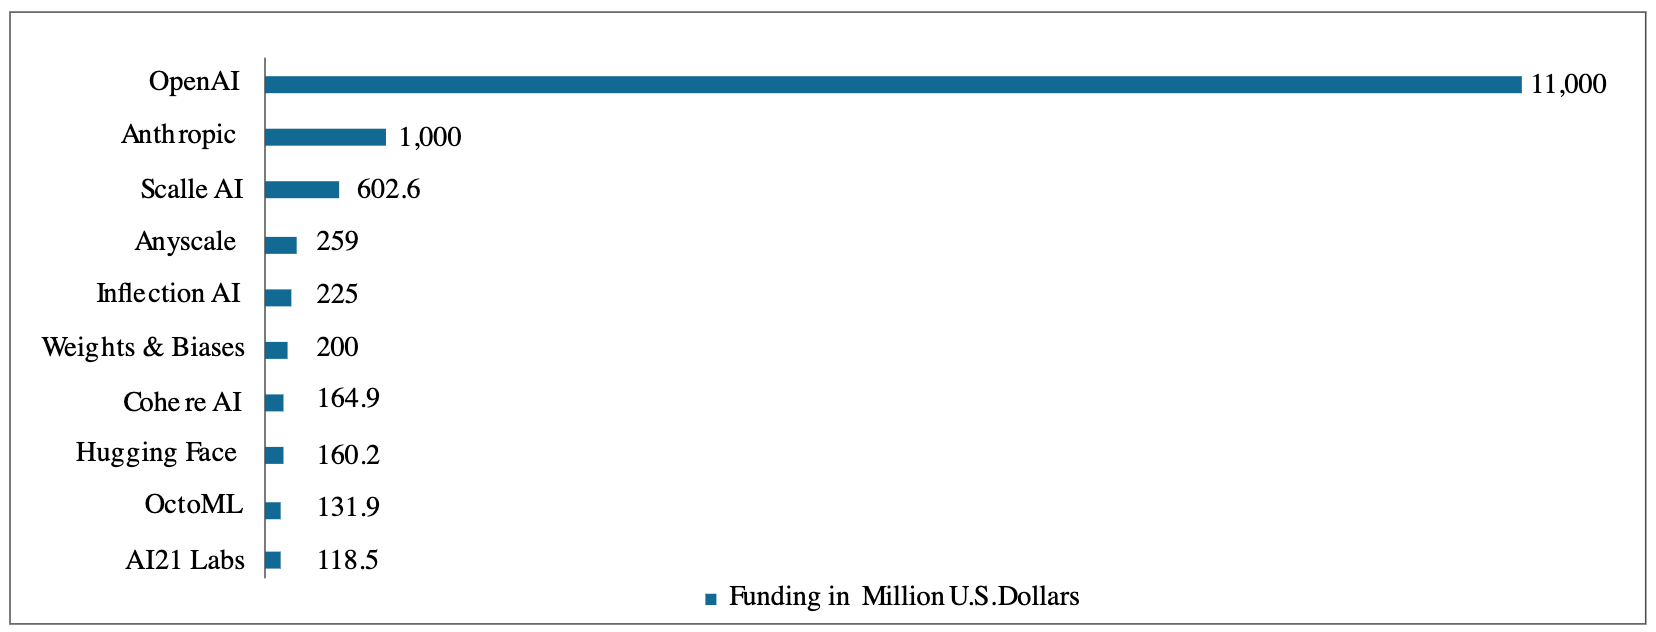 OpenAI 11,000
Anthropic 1,000
Scalle AI 602.6
Anyscale 259
Inflection AI 225
Weights & Biases 200
Cohere AI 164.9
Hugging Face 160.2
OctoML 131.9
AI21 Labs 118.5
Funding in Million U.S.Dollars